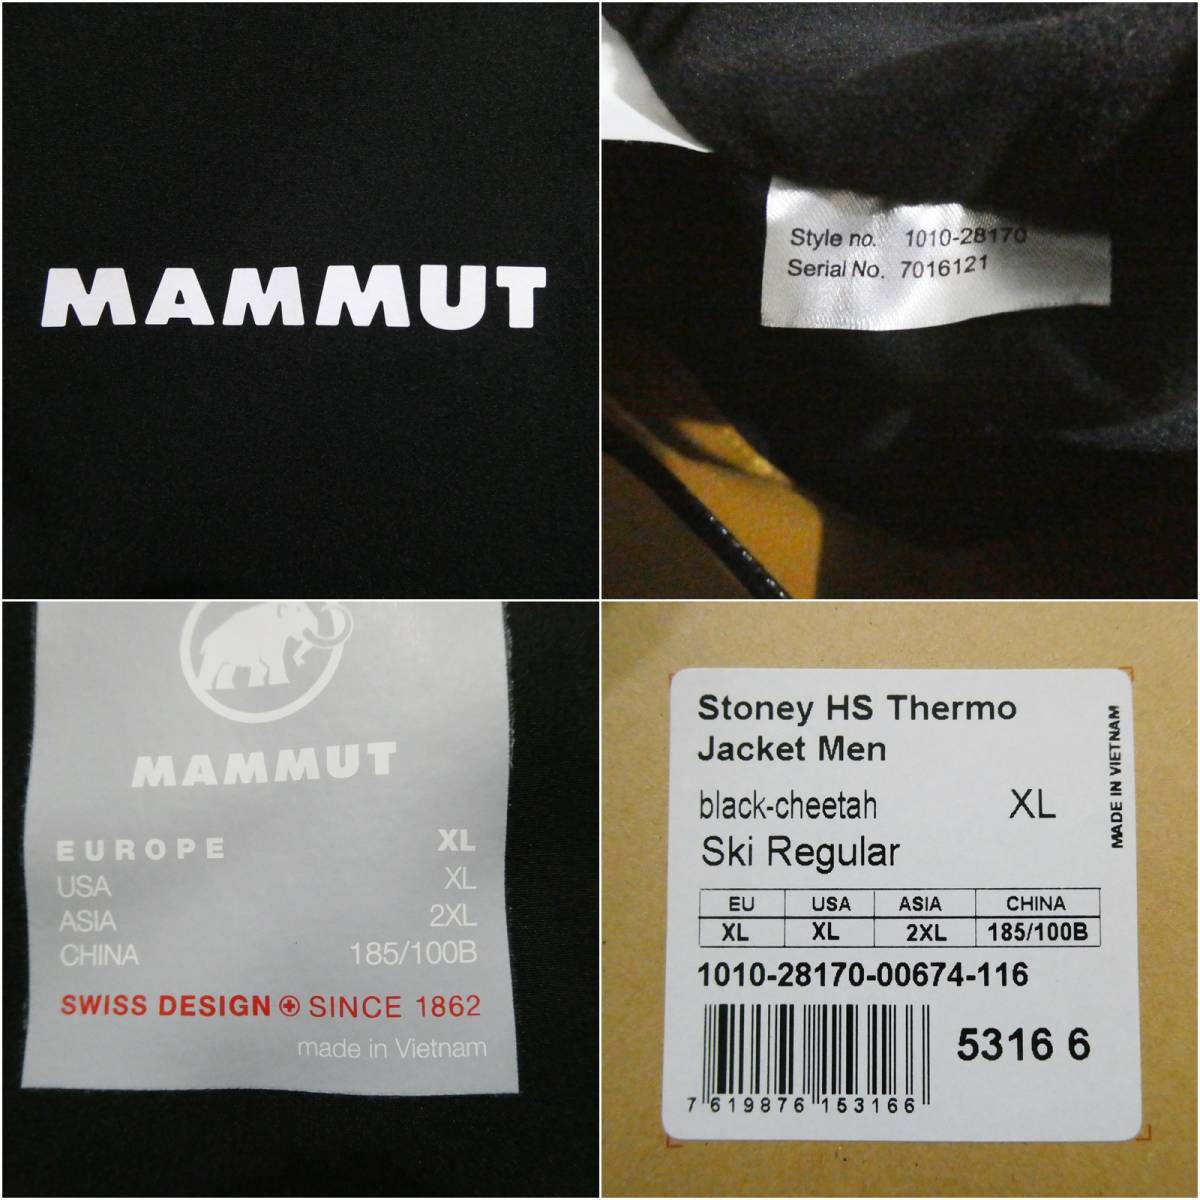 MAMMUT
Style no. 1010-28170
Serial No. 7016121
MAMMUT
EUROPE XL
USA XL
ASIA 2XL
CHINA 185/100B
SWISS DESIGN SINCE 1862
made in Vietnam
Stoney HS Thermo
Jacket Men
black-cheetah XL
Ski Regular
MADE IN VIETNAM
EU USA ASIA CHINA
XL XL 2XL 185/100B
1010-28170-00674-116
5316 6
7 619876 153166